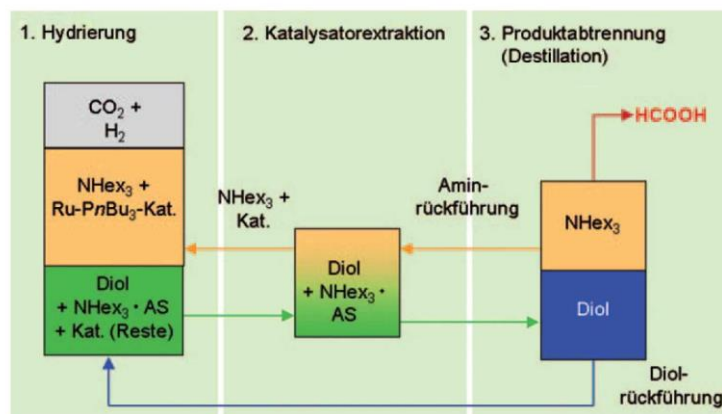 1. Hydrierung
2. Katalysatorextraktion
3. Produktabtrennung
(Destillation)
CO₂ +
H₂
NHex₃ +
Ru-PnBu₃-Kat.
Diol
+ NHex₃ · AS
+ Kat. (Reste)
NHex₃ +
Kat.
Diol
+ NHex₃ ·
AS
Amin-
rückführung
HCOOH
NHex₃
Diol
Diol-
rückführung